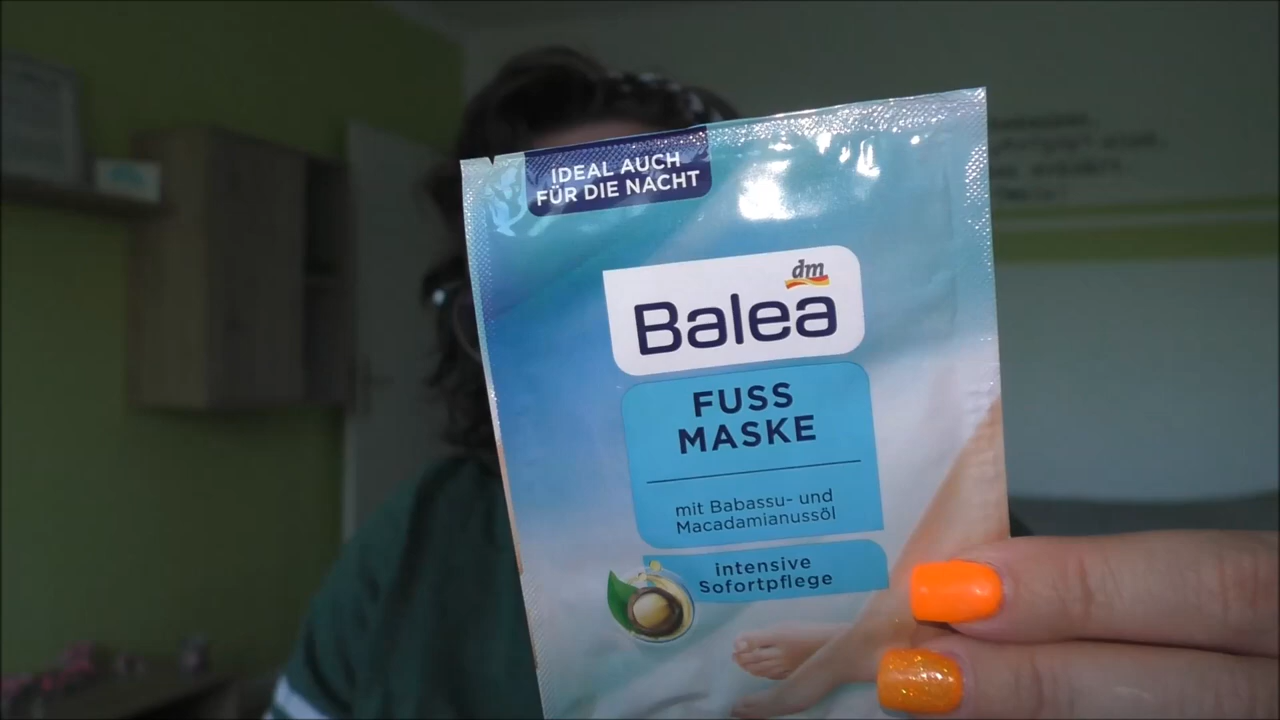 IDEAL AUCH
FÜR DIE NACHT
dm
Balea
FUSS
MASKE
mit Babassu- und
Macadamianussöl
intensive
Sofortpflege